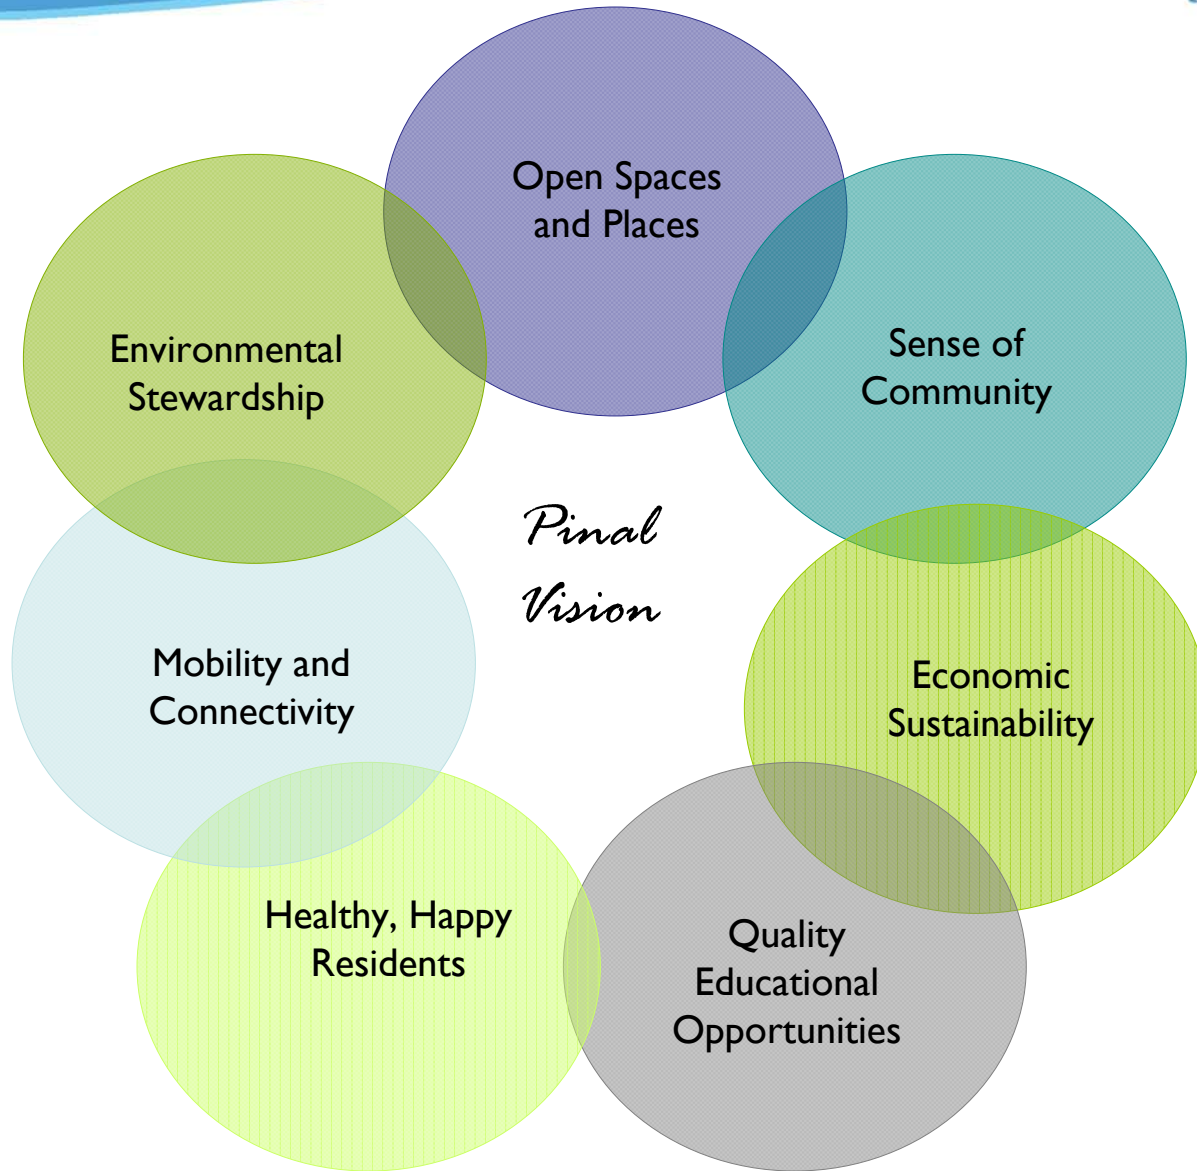 Open Spaces
and Places
Sense of
Community
Economic
Sustainability
Quality
Educational
Opportunities
Healthy, Happy
Residents
Mobility and
Connectivity
Environmental
Stewardship
Pinal
Vision